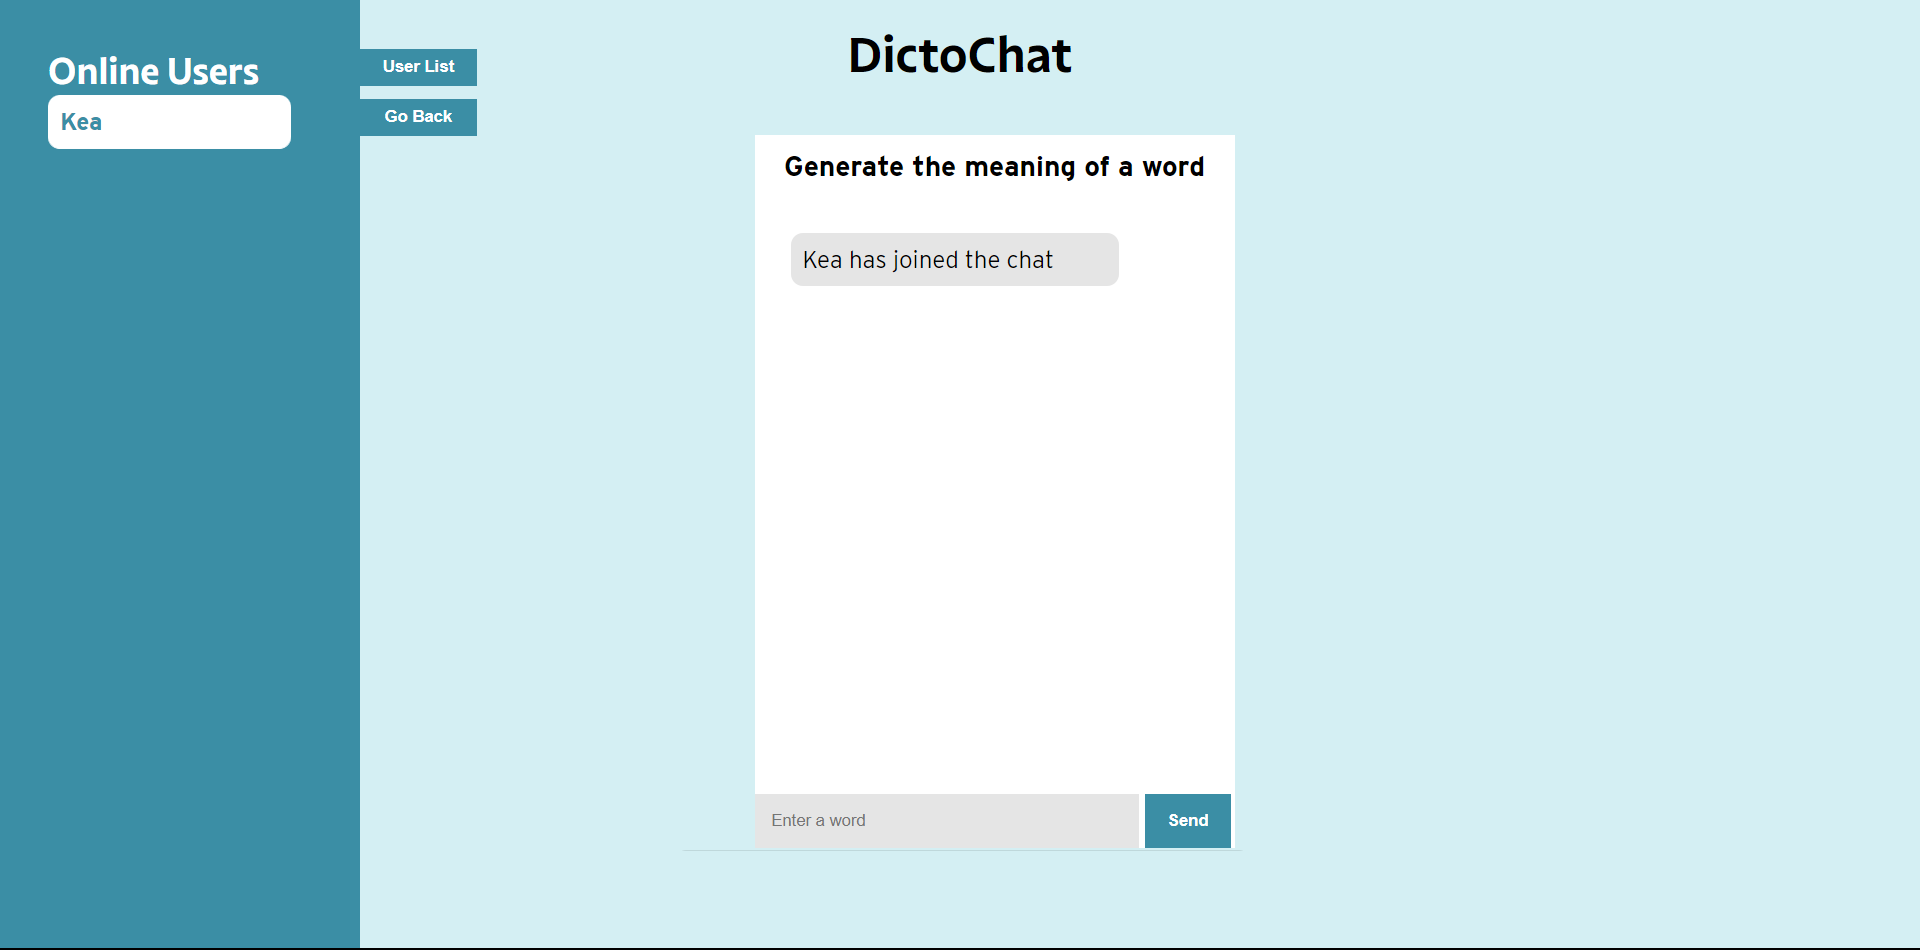 Online Users
Kea
User List
Go Back
DictoChat
Generate the meaning of a word
Kea has joined the chat
Enter a word
Send